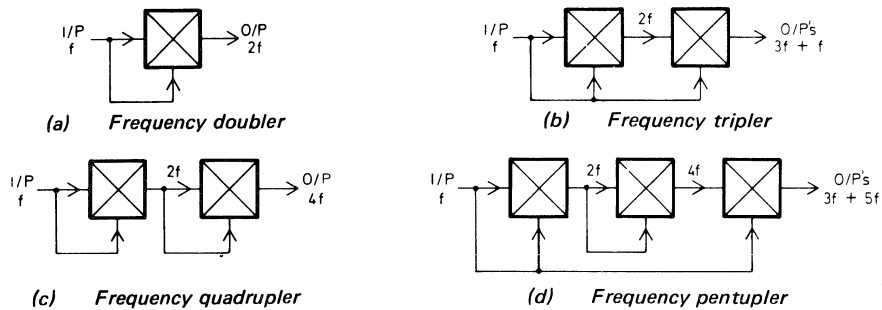 I/P
f
O/P
2f
(a) Frequency doubler
I/P
f
2f
O/P's
3f + f
(b) Frequency tripler
I/P
f
2f
O/P
4f
(c) Frequency quadrupler
I/P
f
2f
4f
O/P's
3f + 5f
(d) Frequency pentupler